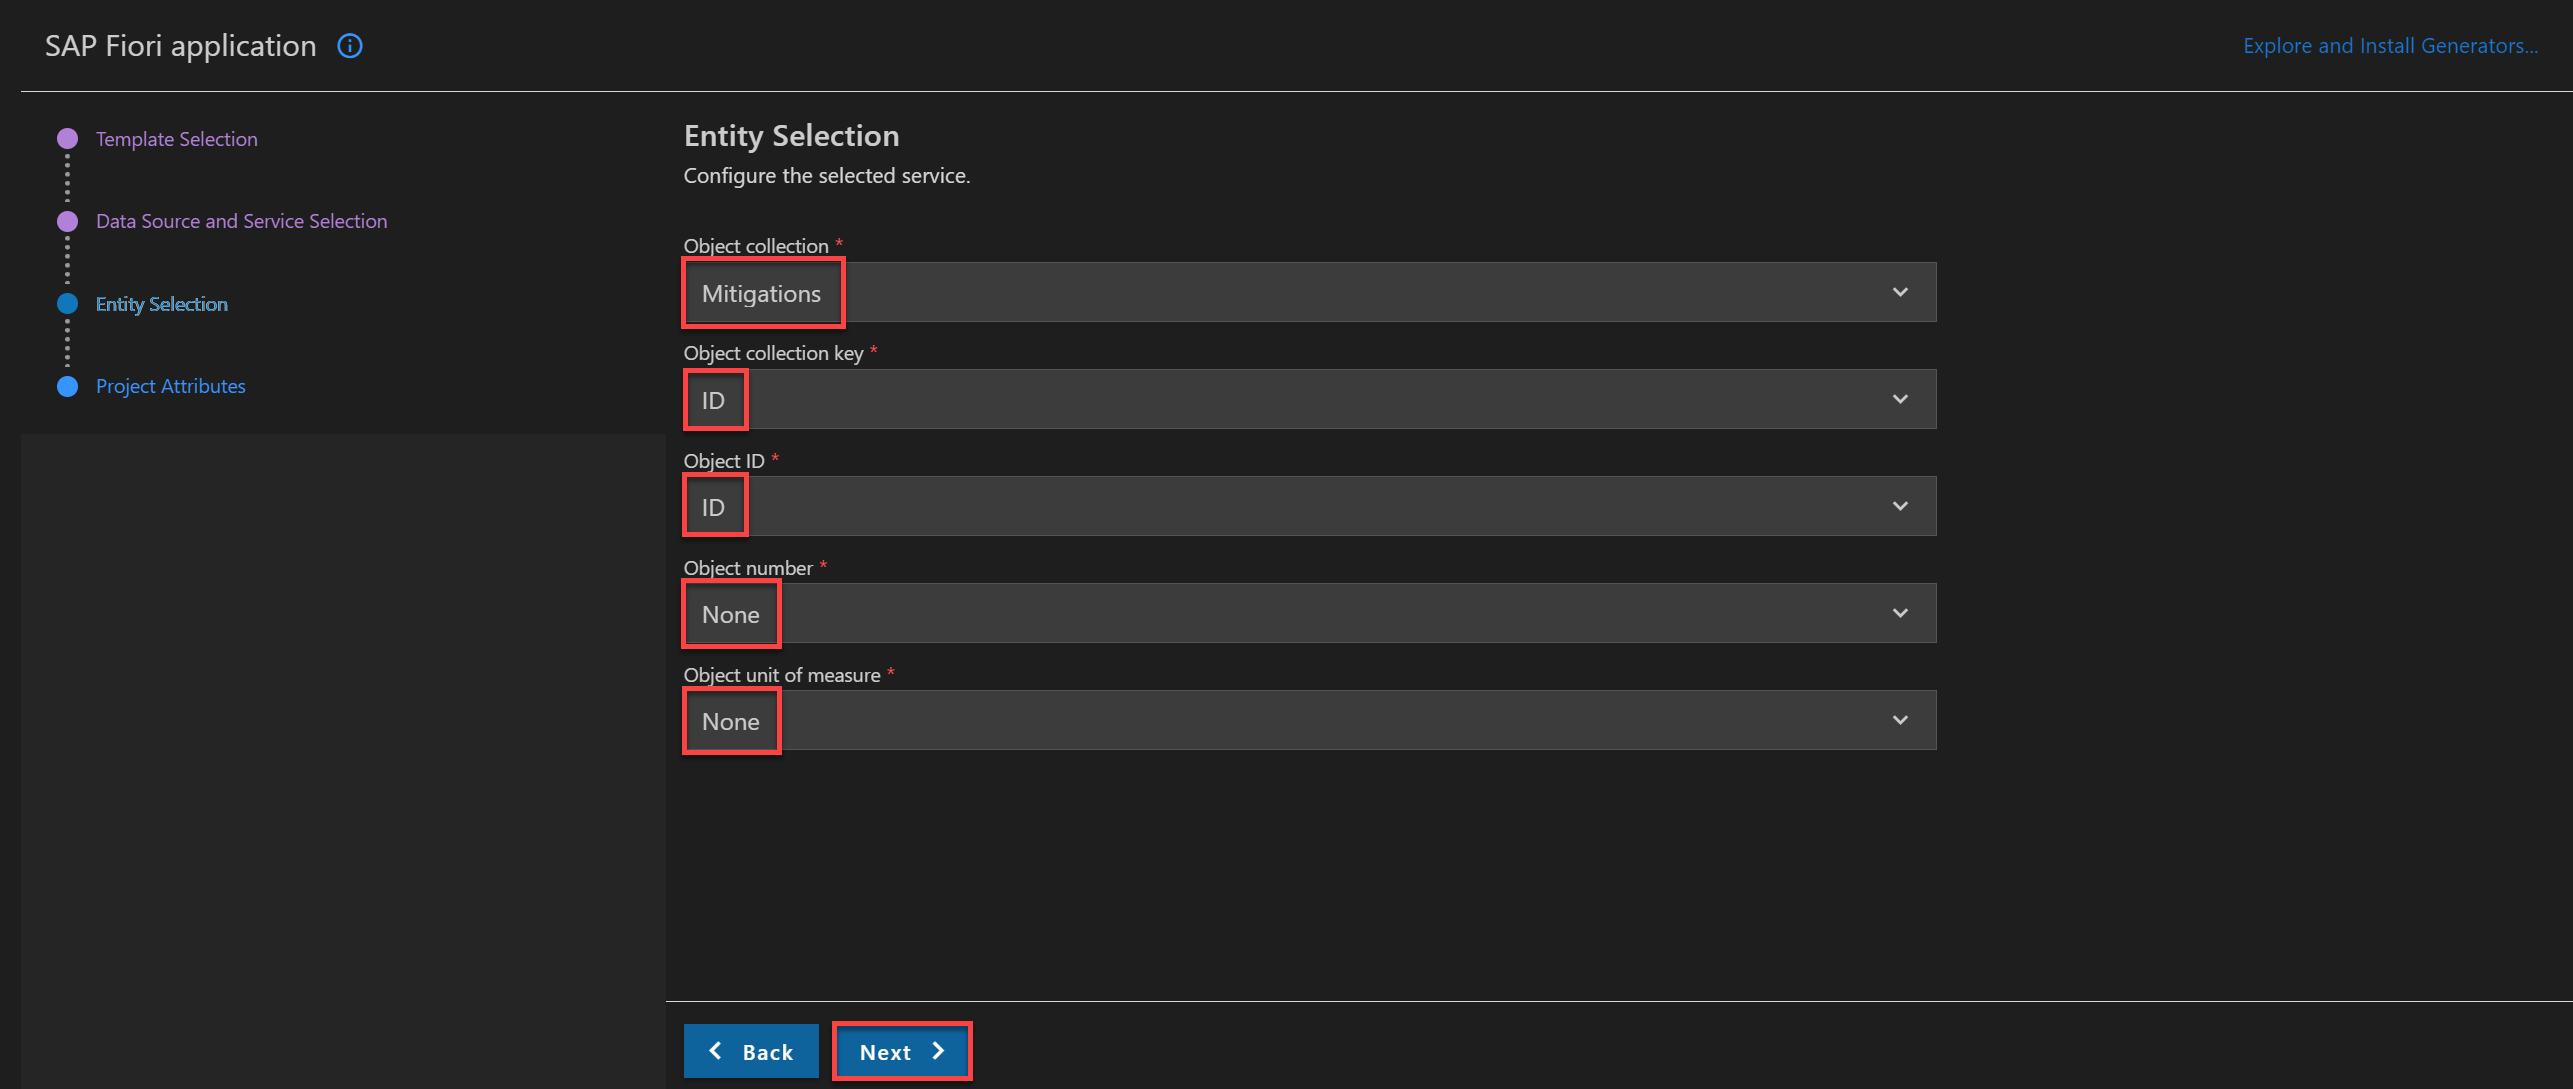 SAP Fiori application
Explore and Install Generators...
Template Selection
Data Source and Service Selection
Entity Selection
Project Attributes
Entity Selection
Configure the selected service.
Object collection *
Mitigations
Object collection key *
ID
Object ID *
ID
Object number *
None
Object unit of measure *
None
Back
Next